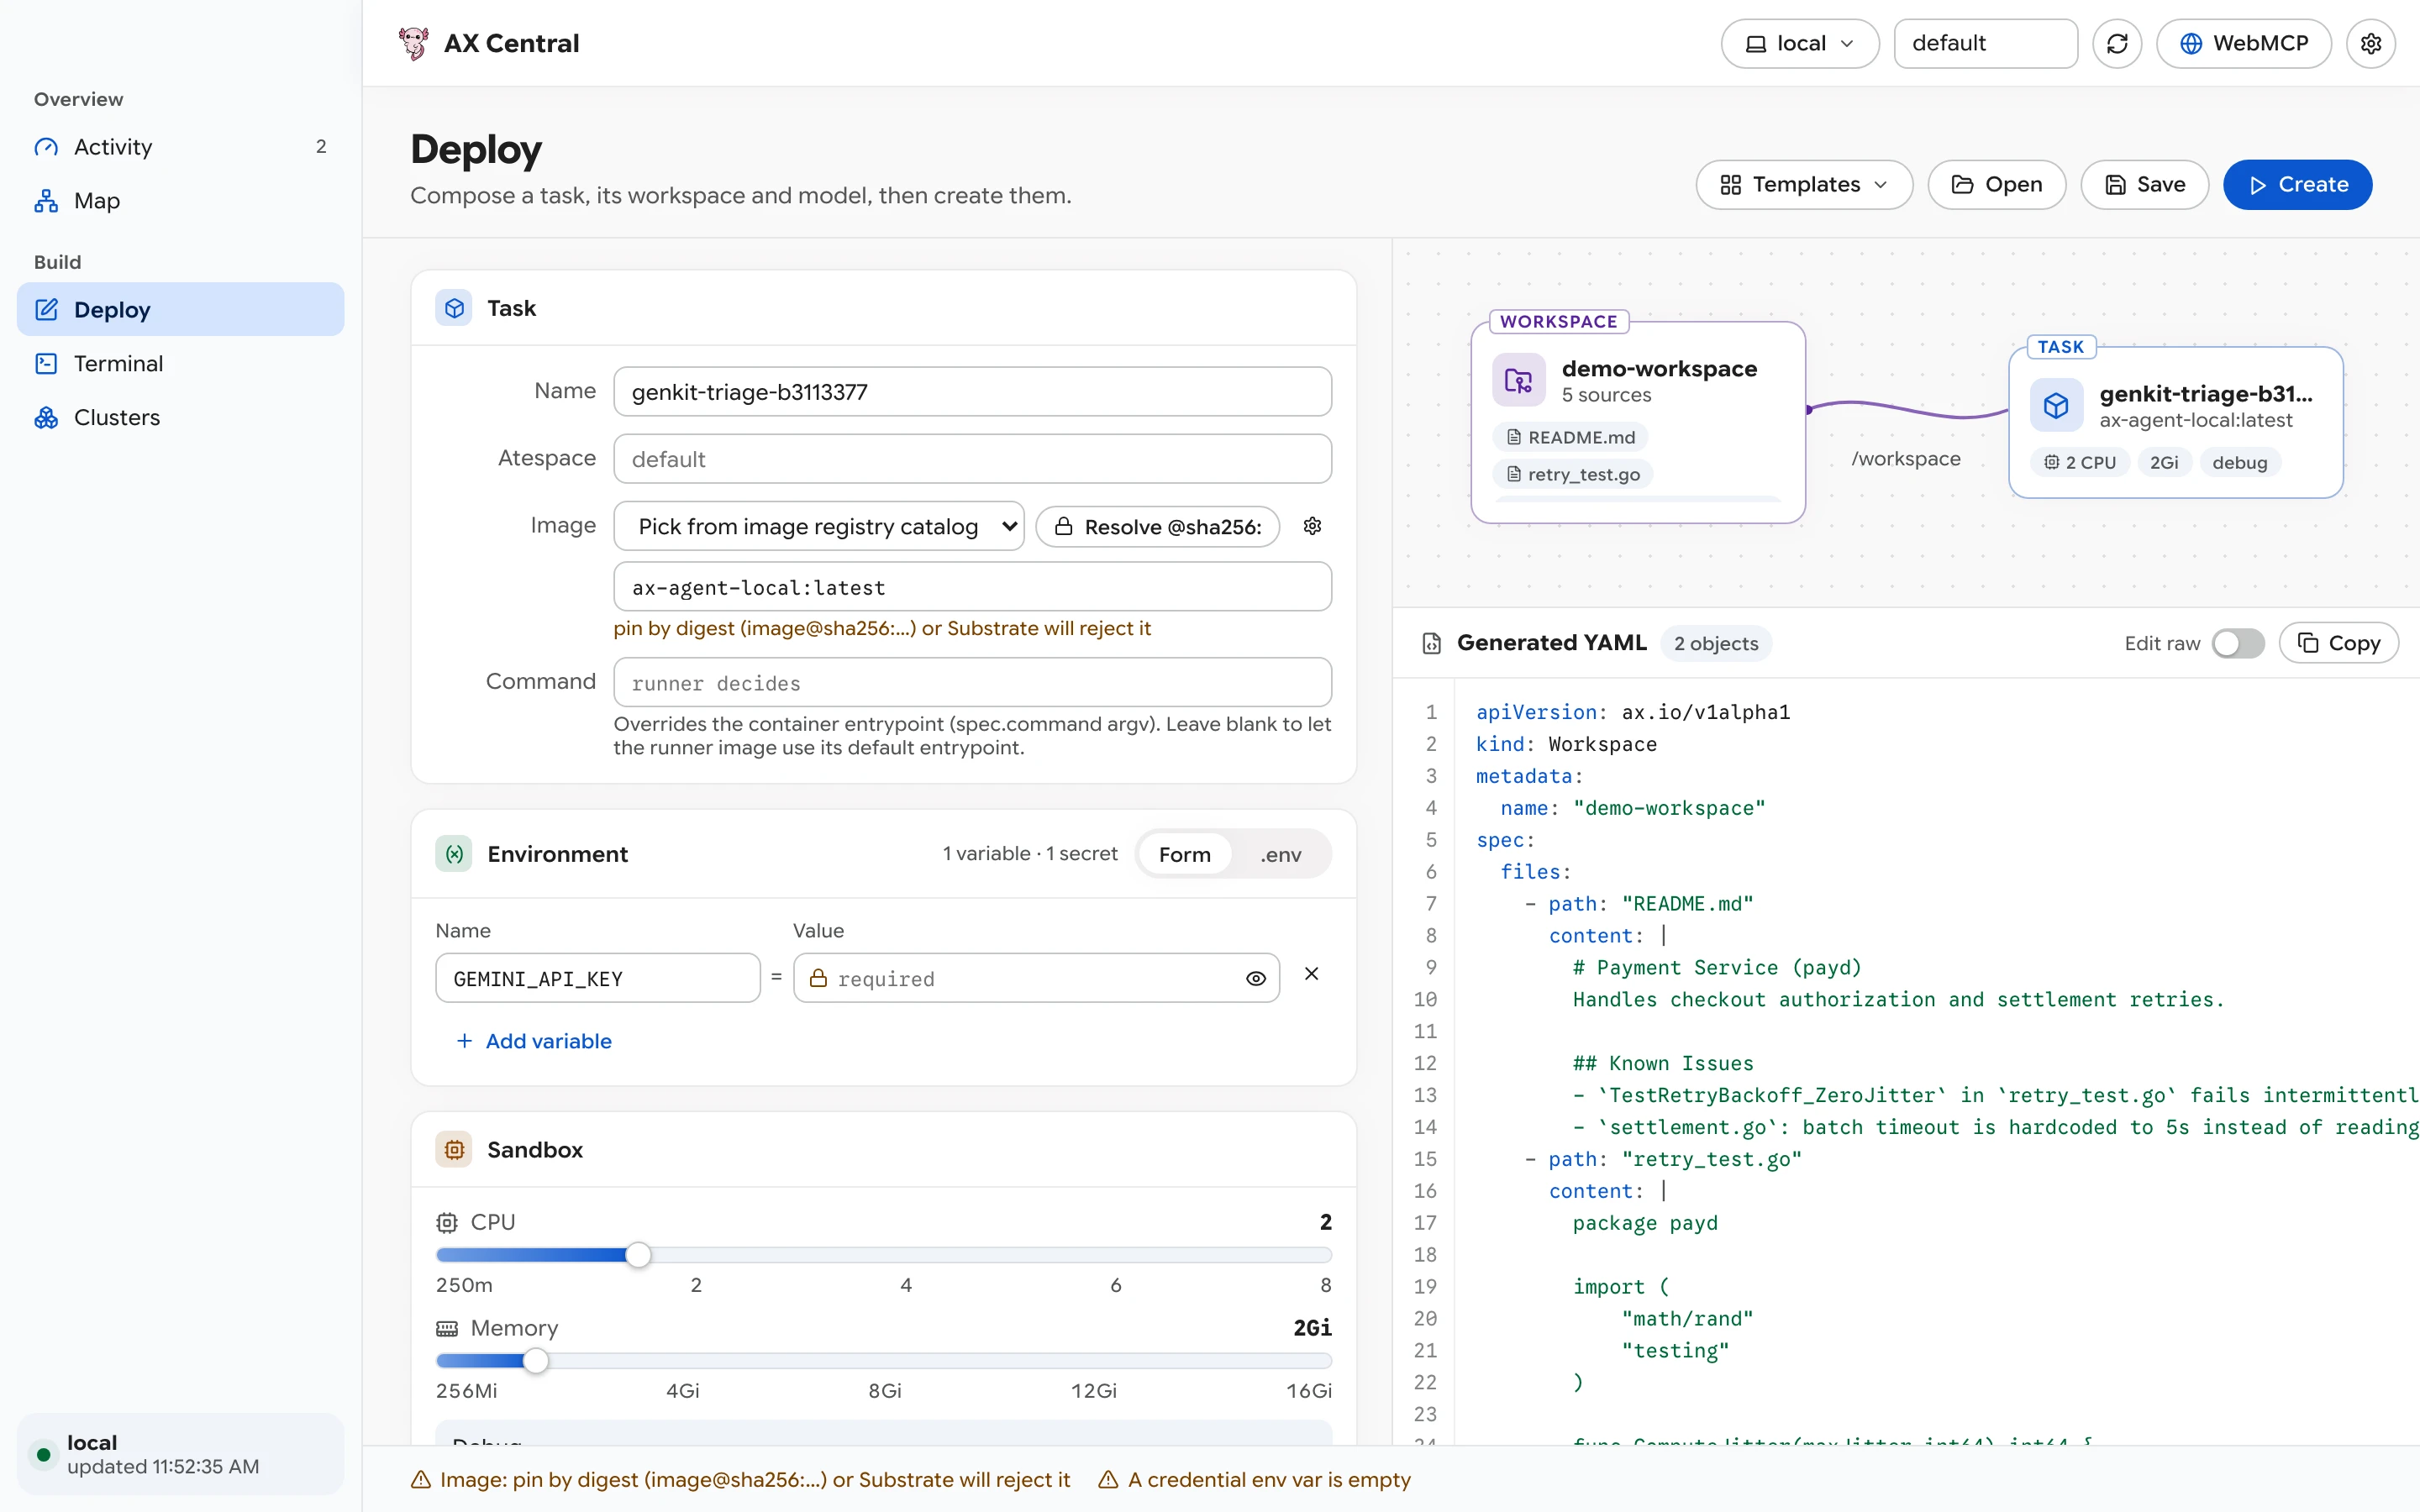 AX Central
local
default
WebMCP
Overview
Activity
2
Map
Build
Deploy
Terminal
Clusters
local
updated 11:52:35 AM
Deploy
Compose a task, its workspace and model, then create them.
Templates
Open
Save
Create
Task
Name
genkit-triage-b3113377
Atespace
default
Image
Pick from image registry catalog
Resolve @sha256:
ax-agent-local:latest
pin by digest (image@sha256:...) or Substrate will reject it
Command
runner decides
Overrides the container entrypoint (spec.command argv). Leave blank to let
the runner image use its default entrypoint.
Environment
1 variable · 1 secret
Form
.env
Name
Value
GEMINI_API_KEY
=
required
+ Add variable
Sandbox
CPU
2
250m
2
4
6
8
Memory
2Gi
256Mi
4Gi
8Gi
12Gi
16Gi
Debug
Image: pin by digest (image@sha256:...) or Substrate will reject it
A credential env var is empty
WORKSPACE
demo-workspace
5 sources
README.md
retry_test.go
/workspace
TASK
genkit-triage-b31...
ax-agent-local:latest
2 CPU
2Gi
debug
Generated YAML
2 objects
Edit raw
Copy
1 apiVersion: ax.io/v1alpha1
2 kind: Workspace
3 metadata:
4   name: "demo-workspace"
5 spec:
6   files:
7     - path: "README.md"
8       content: |
9         # Payment Service (payd)
10         Handles checkout authorization and settlement retries.
11
12         ## Known Issues
13         - `TestRetryBackoff_ZeroJitter` in `retry_test.go` fails intermittentl
14         - `settlement.go`: batch timeout is hardcoded to 5s instead of reading
15     - path: "retry_test.go"
16       content: |
17         package payd
18
19         import (
20             "math/rand"
21             "testing"
22         )
23
24         func ComputeJitter(maxJitter int64) int64 {